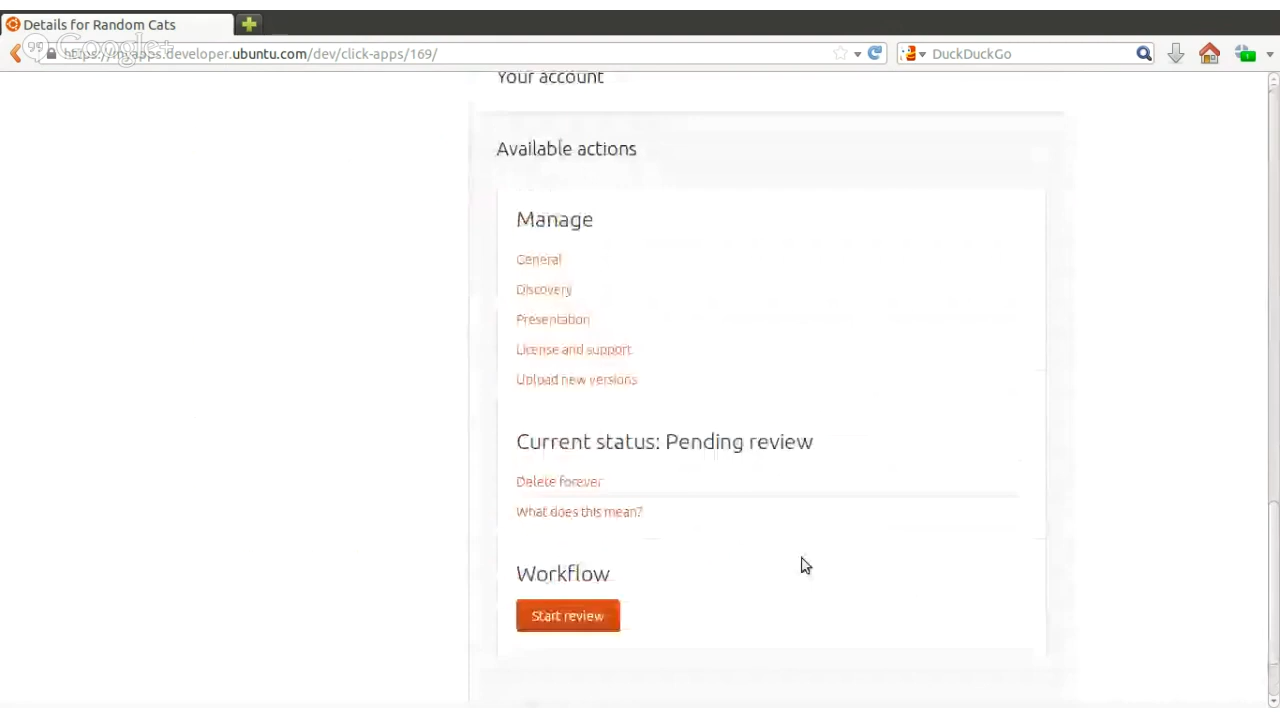 Details for Random Cats
Google+
https://myapps.developer.ubuntu.com/dev/click-apps/169/
DuckDuckGo
Your account
Available actions
Manage
General
Discovery
Presentation
License and support
Upload new versions
Current status: Pending review
Delete forever
What does this mean?
Workflow
Start review